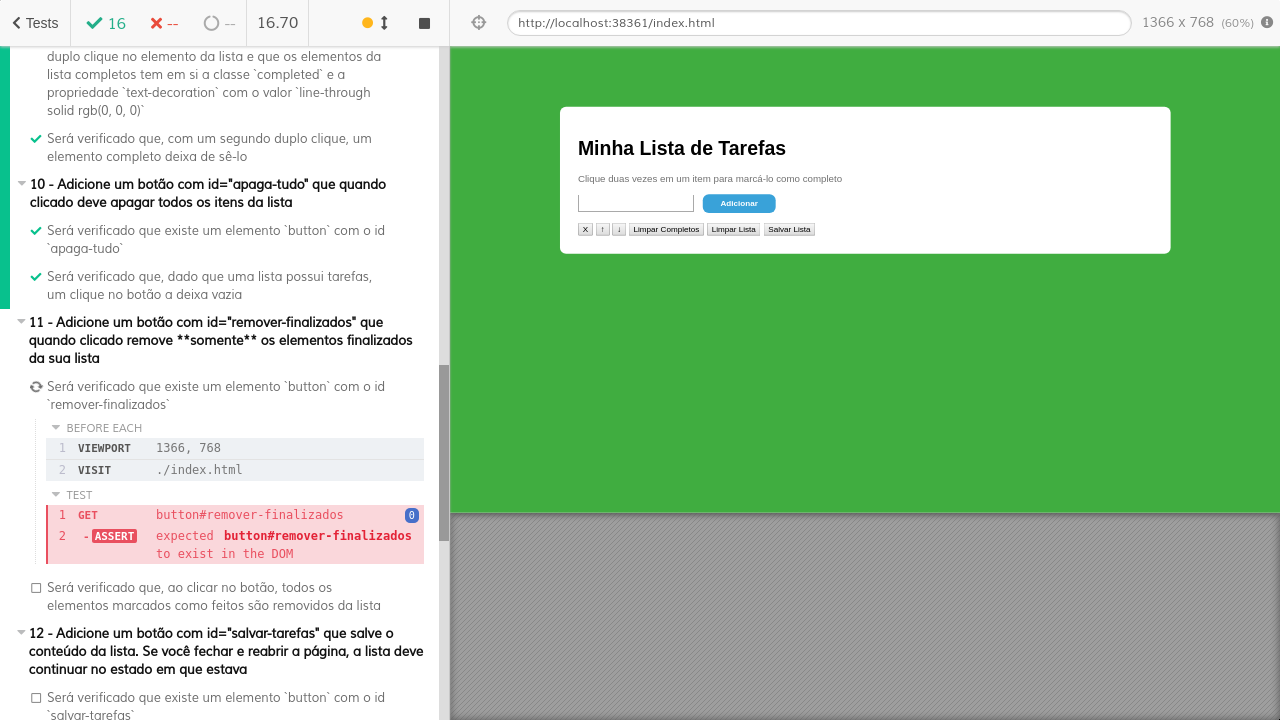 Tests
16
--
--
16.70
http://localhost:38361/index.html
1366 x 768 (60%)
duplo clique no elemento da lista e que os elementos da
lista completos tem em si a classe `completed` e a
propriedade `text-decoration` com o valor `line-through
solid rgb(0, 0, 0)`
Será verificado que, com um segundo duplo clique, um
elemento completo deixa de sê-lo
10 - Adicione um botão com id="apaga-tudo" que quando
clicado deve apagar todos os itens da lista
Será verificado que existe um elemento `button` com o id
`apaga-tudo`
Será verificado que, dado que uma lista possui tarefas,
um clique no botão a deixa vazia
11 - Adicione um botão com id="remover-finalizados" que
quando clicado remove **somente** os elementos finalizados
da sua lista
Será verificado que existe um elemento `button` com o id
`remover-finalizados`
BEFORE EACH
1 VIEWPORT 1366, 768
2 VISIT ./index.html
TEST
1 GET button#remover-finalizados 0
2 -ASSERT expected button#remover-finalizados
to exist in the DOM
Será verificado que, ao clicar no botão, todos os
elementos marcados como feitos são removidos da lista
12 - Adicione um botão com id="salvar-tarefas" que salve o
conteúdo da lista. Se você fechar e reabrir a página, a lista deve
continuar no estado em que estava
Será verificado que existe um elemento `button` com o id
`salvar-tarefas`
Minha Lista de Tarefas
Clique duas vezes em um item para marcá-lo como completo
Adicionar
X ↑ ↓ Limpar Completos Limpar Lista Salvar Lista